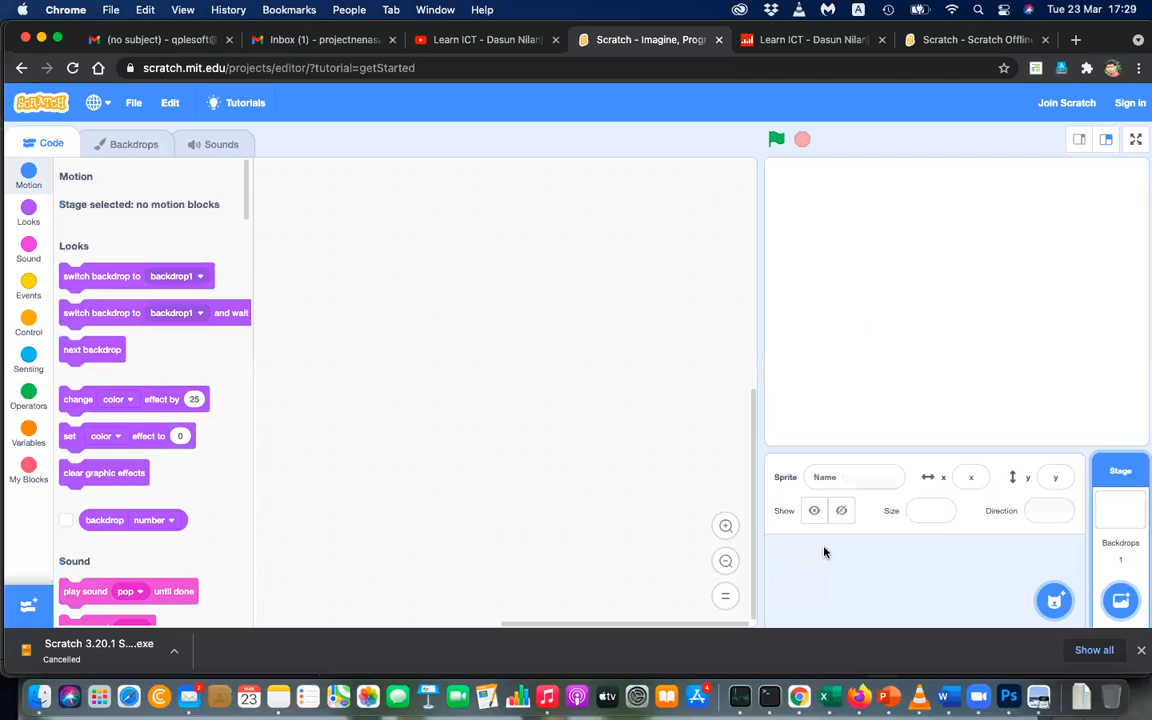 Chrome File Edit View History Bookmarks People Tab Window Help Tue 23 Mar 17:29
(no subject) - qplesoft@ Inbox (1) - projectnenas Learn ICT - Dasun Nilan Scratch - Imagine, Prog Learn ICT - Dasun Nilan Scratch - Scratch Offlin
scratch.mit.edu/projects/editor/?tutorial=getStarted
SCRATCH File Edit Tutorials Join Scratch Sign in
Code Backdrops Sounds
Motion
Looks
Sound
Events
Control
Sensing
Operators
Variables
My Blocks
Motion
Stage selected: no motion blocks
Looks
switch backdrop to backdrop1
switch backdrop to backdrop1 and wait
next backdrop
change color effect by 25
set color effect to 0
clear graphic effects
backdrop number
Sound
play sound pop until done
Sprite Name x x y y
Show Size Direction
Stage
Backdrops
1
Scratch 3.20.1 S....exe
Cancelled
Show all